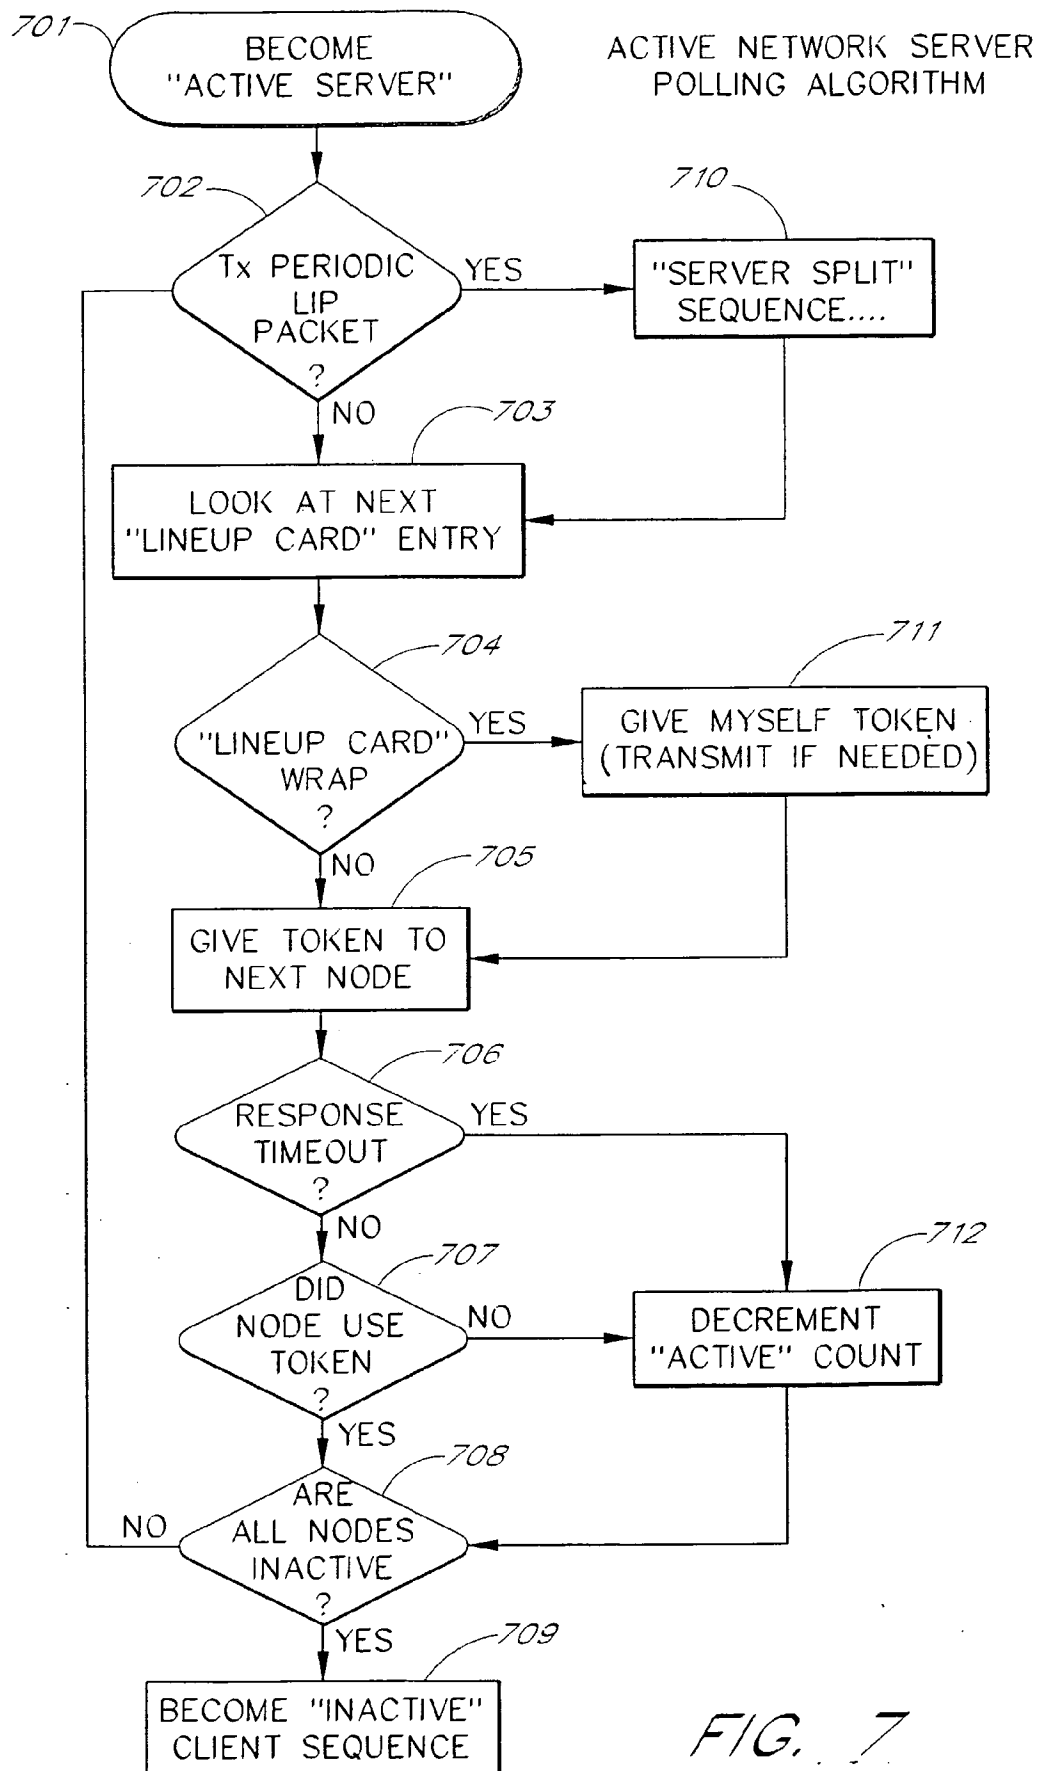 701
BECOME
"ACTIVE SERVER"
ACTIVE NETWORK SERVER
POLLING ALGORITHM
702
Tx PERIODIC
LIP
PACKET
?
YES
NO
710
"SERVER SPLIT"
SEQUENCE....
703
LOOK AT NEXT
"LINEUP CARD" ENTRY
704
"LINEUP CARD"
WRAP
?
YES
NO
711
GIVE MYSELF TOKEN
(TRANSMIT IF NEEDED)
705
GIVE TOKEN TO
NEXT NODE
706
RESPONSE
TIMEOUT
?
YES
NO
707
DID
NODE USE
TOKEN
?
NO
YES
712
DECREMENT
"ACTIVE" COUNT
708
ARE
ALL NODES
INACTIVE
?
NO
YES
709
BECOME "INACTIVE"
CLIENT SEQUENCE
FIG. 7